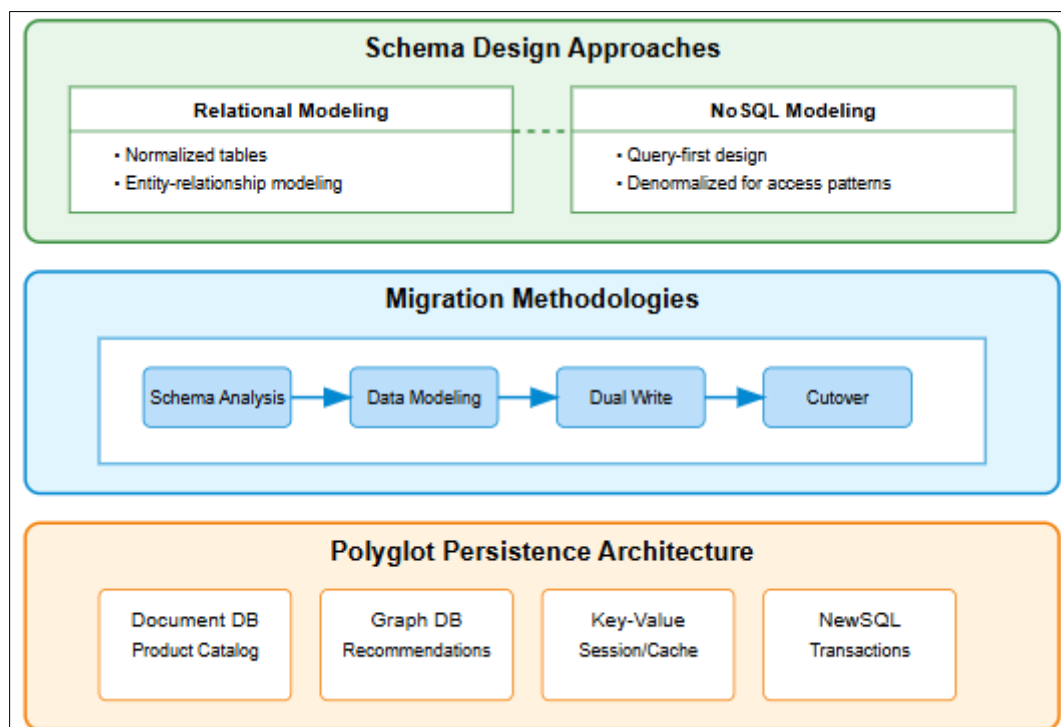 Schema Design Approaches
Relational Modeling
• Normalized tables
• Entity-relationship modeling
NoSQL Modeling
• Query-first design
• Denormalized for access patterns
Migration Methodologies
Schema Analysis
Data Modeling
Dual Write
Cutover
Polyglot Persistence Architecture
Document DB
Product Catalog
Graph DB
Recommendations
Key-Value
Session/Cache
NewSQL
Transactions